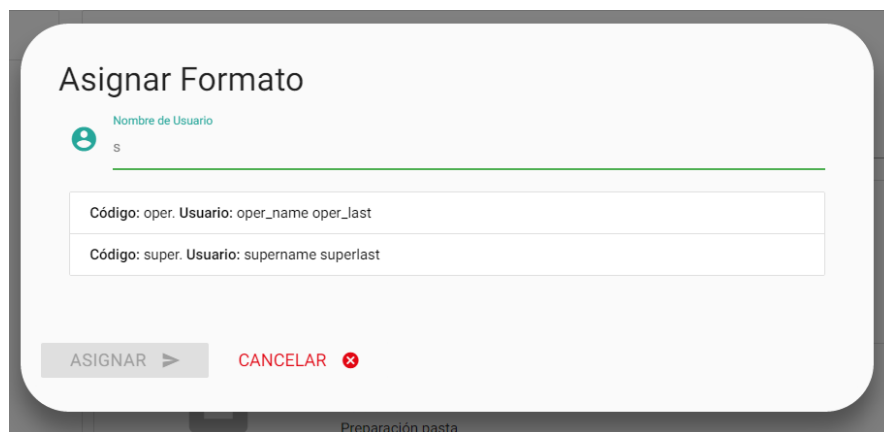 Asignar Formato
Nombre de Usuario
s
Código: oper. Usuario: oper_name oper_last
Código: super. Usuario: supername superlast
ASIGNAR
CANCELAR
Preparación pasta